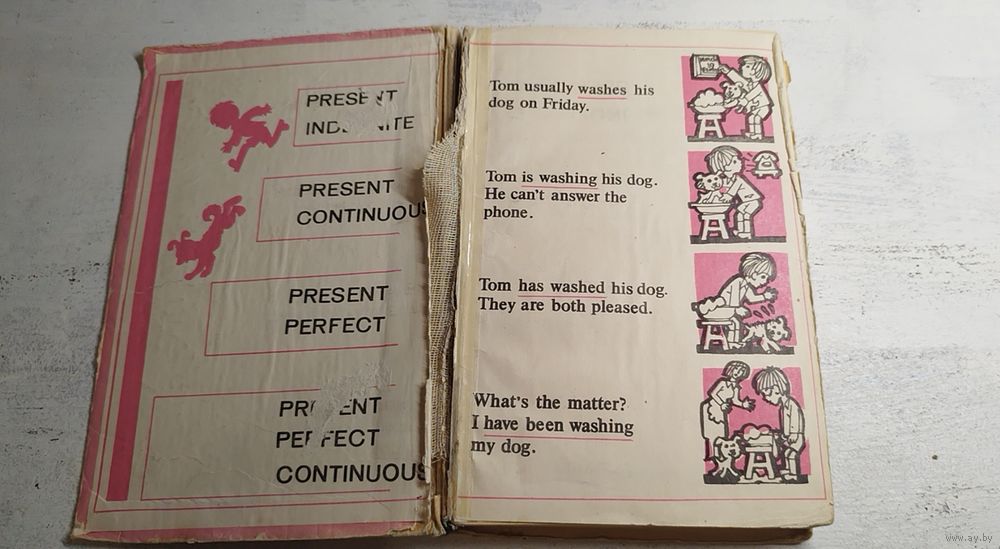 PRESENT
INDEFINITE
PRESENT
CONTINUOUS
PRESENT
PERFECT
PRESENT
PERFECT
CONTINUOUS
Tom usually washes his
dog on Friday.
Tom is washing his dog.
He can't answer the
phone.
Tom has washed his dog.
They are both pleased.
What's the matter?
I have been washing
my dog.
www.ay.by